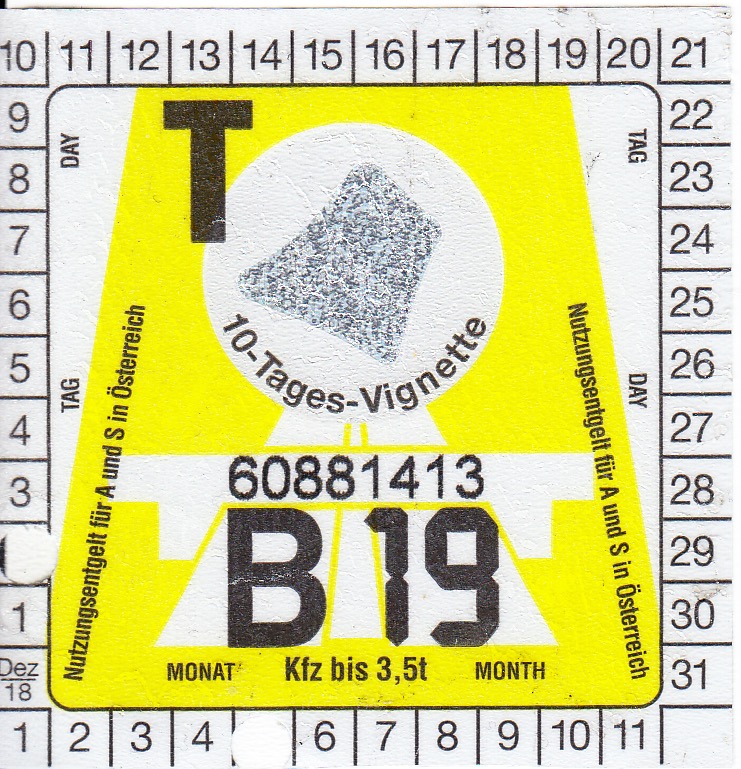 10 11 12 13 14 15 16 17 18 19 20 21
9
8
7
6
5
4
3
1
Dez
18
DAY
TAG
T
10-Tages-Vignette
TAG
DAY
Nutzungsentgelt für A und S in Österreich
Nutzungsentgelt für A und S in Österreich
60881413
B 19
MONAT Kfz bis 3,5t MONTH
22
23
24
25
26
27
28
29
30
31
1 2 3 4 6 7 8 9 10 11